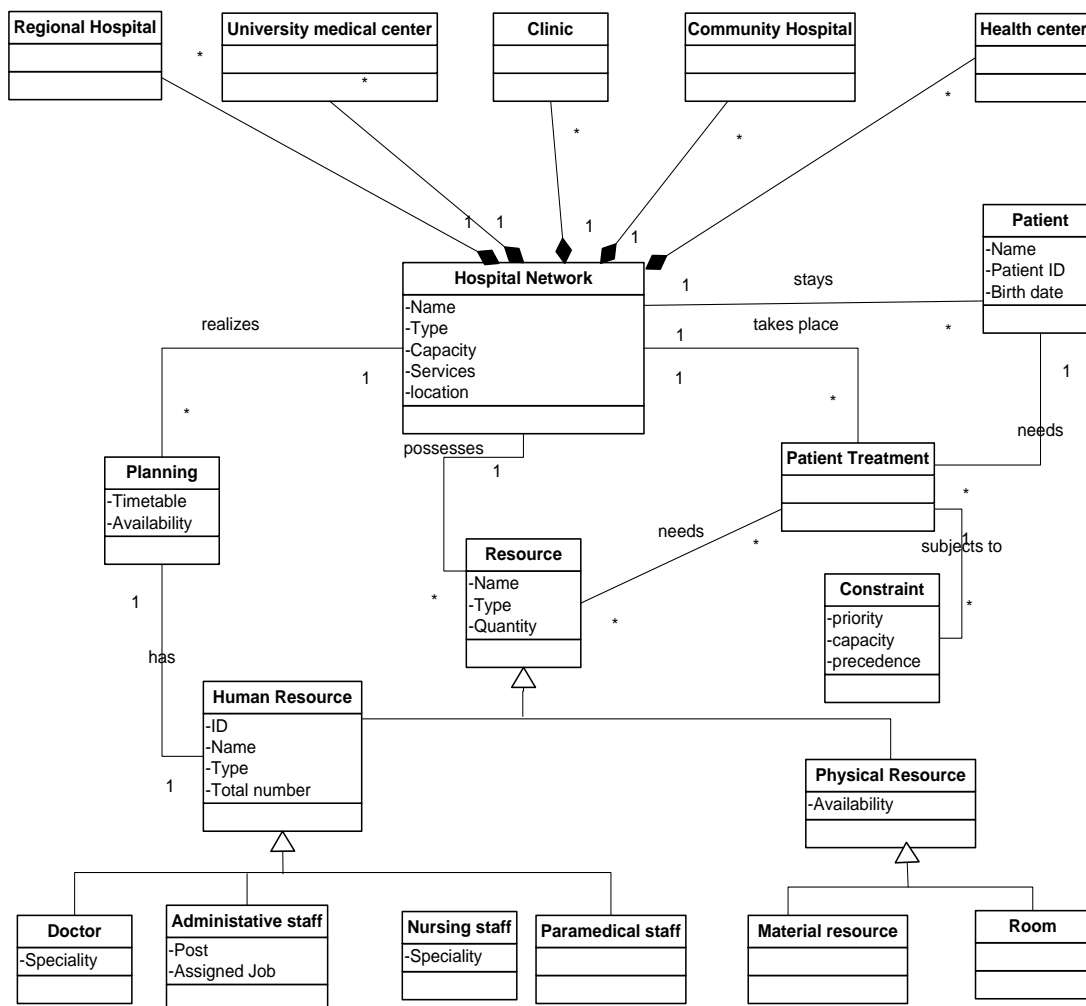 Regional Hospital
University medical center
Clinic
Community Hospital
Health center
*
*
*
*
*
1
1
1
1
1
Hospital Network
-Name
-Type
-Capacity
-Services
-location
Patient
-Name
-Patient ID
-Birth date
stays
*
realizes
1
*
takes place
1
*
1
needs
*
possesses
1
*
Planning
-Timetable
-Availability
Patient Treatment
needs
*
*
1
subjects to
*
Resource
-Name
-Type
-Quantity
Constraint
-priority
-capacity
-precedence
1
has
1
Human Resource
-ID
-Name
-Type
-Total number
Physical Resource
-Availability
Doctor
-Speciality
Administative staff
-Post
-Assigned Job
Nursing staff
-Speciality
Paramedical staff
Material resource
Room